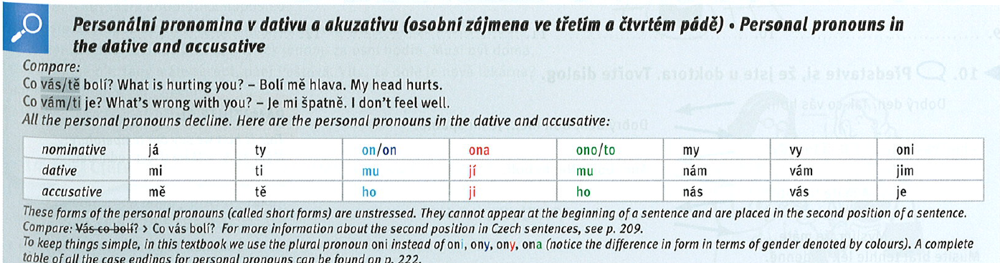 Personální pronomina v dativu a akuzativu (osobní zájmena ve třetím a čtvrtém pádě) • Personal pronouns in
the dative and accusative
Compare:
Co vás/tě bolí? What is hurting you? – Bolí mě hlava. My head hurts.
Co vám/ti je? What's wrong with you? – Je mi špatně. I don't feel well.
All the personal pronouns decline. Here are the personal pronouns in the dative and accusative:
nominative já ty on/on ona ono/to my vy oni
dative mi ti mu jí mu nám vám jim
accusative mě tě ho ji ho nás vás je
These forms of the personal pronouns (called short forms) are unstressed. They cannot appear at the beginning of a sentence and are placed in the second position of a sentence.
Compare: Vás co bolí? > Co vás bolí? For more information about the second position in Czech sentences, see p. 209.
To keep things simple, in this textbook we use the plural pronoun oni instead of oni, ony, ony, ona (notice the difference in form in terms of gender denoted by colours). A complete
table of all the case endings for personal pronouns can be found on p. 222.